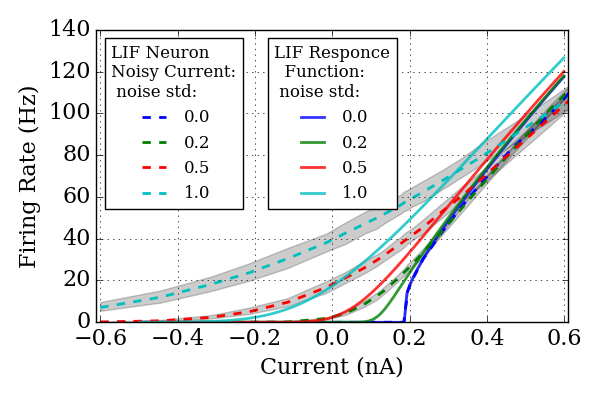 140
120
100
80
60
40
20
0
Firing Rate (Hz)
LIF Neuron
Noisy Current:
noise std:
0.0
0.2
0.5
1.0
LIF Responce
Function:
noise std:
0.0
0.2
0.5
1.0
−0.6 −0.4 −0.2 0.0 0.2 0.4 0.6
Current (nA)